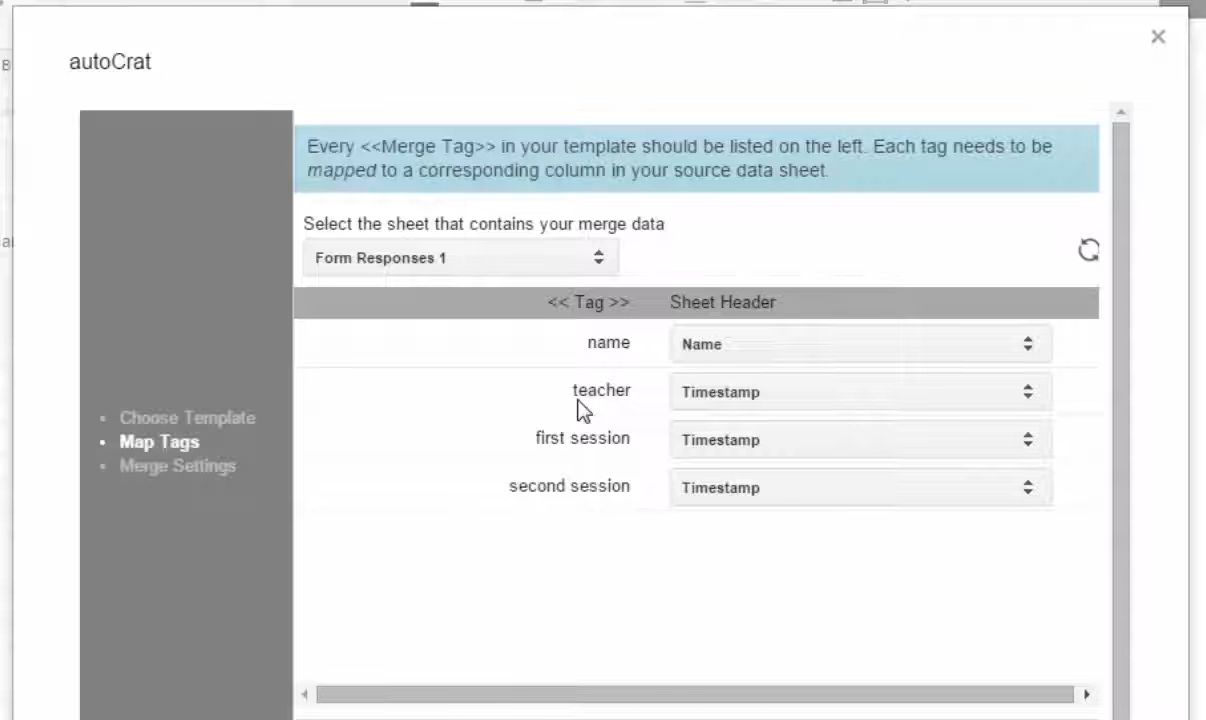 autoCrat
Every <<Merge Tag>> in your template should be listed on the left. Each tag needs to be
mapped to a corresponding column in your source data sheet.
Select the sheet that contains your merge data
Form Responses 1
<< Tag >> Sheet Header
name Name
teacher Timestamp
first session Timestamp
second session Timestamp
• Choose Template
• Map Tags
• Merge Settings